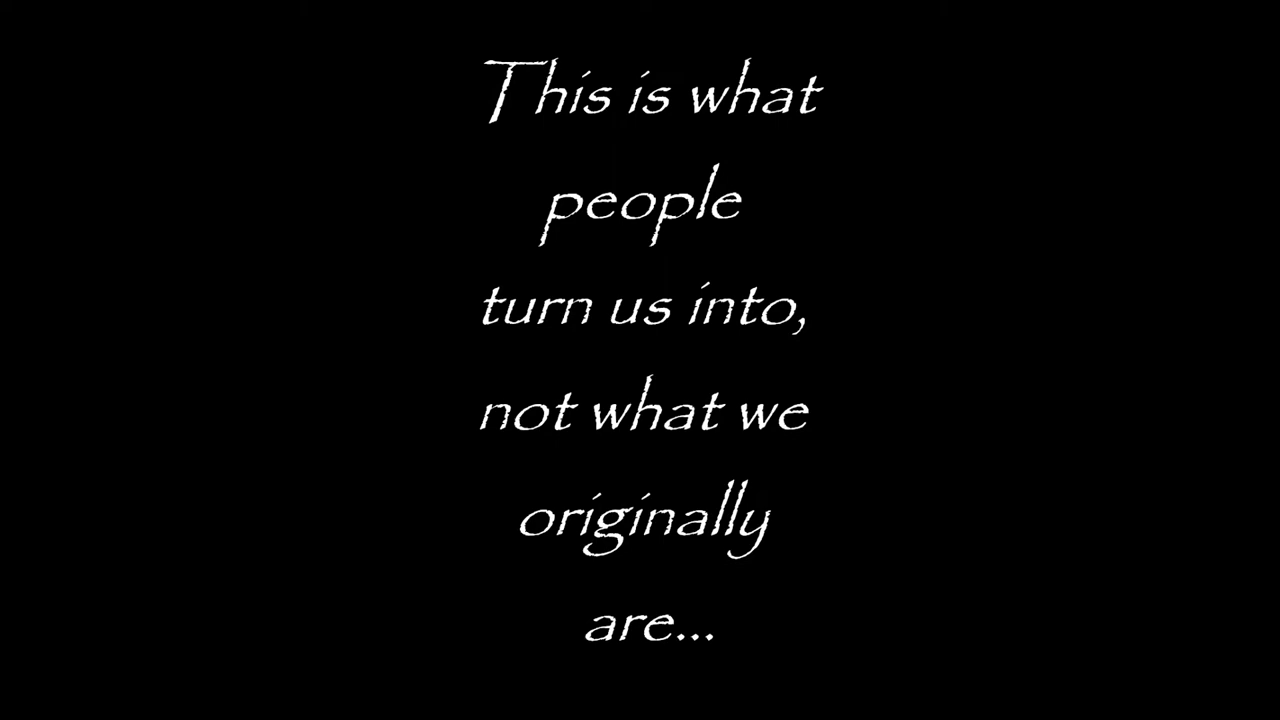 This is what
people
turn us into,
not what we
originally
are...